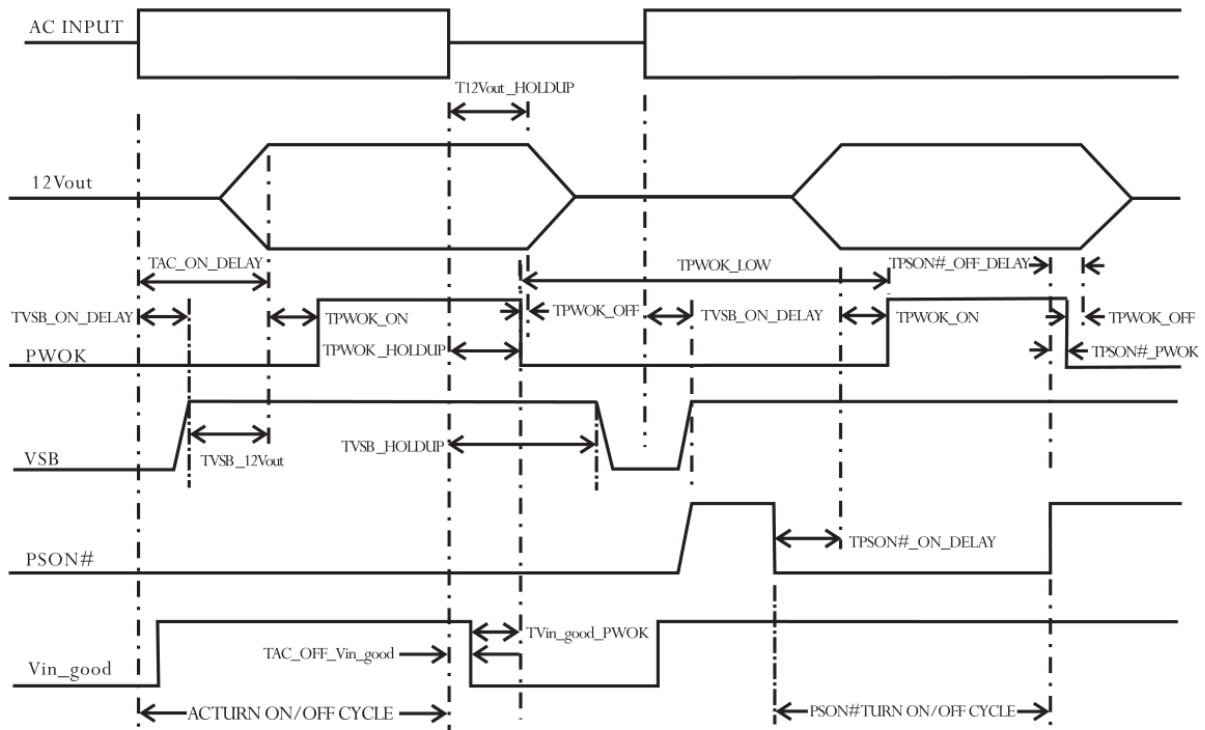 AC INPUT
T12Vout_HOLDUP
12Vout
TAC_ON_DELAY
TPWOK_LOW
TPSON#_OFF_DELAY
TVSB_ON_DELAY
TPWOK_ON
TPWOK_OFF
TVSB_ON_DELAY
TPWOK_ON
TPWOK_OFF
PWOK
TPWOK_HOLDUP
TPSON#_PWOK
VSB
TVSB_12Vout
TVSB_HOLDUP
PSON#
TPSON#_ON_DELAY
TVin_good_PWOK
TAC_OFF_Vin_good
Vin_good
ACTURN ON/OFF CYCLE
PSON#TURN ON/OFF CYCLE